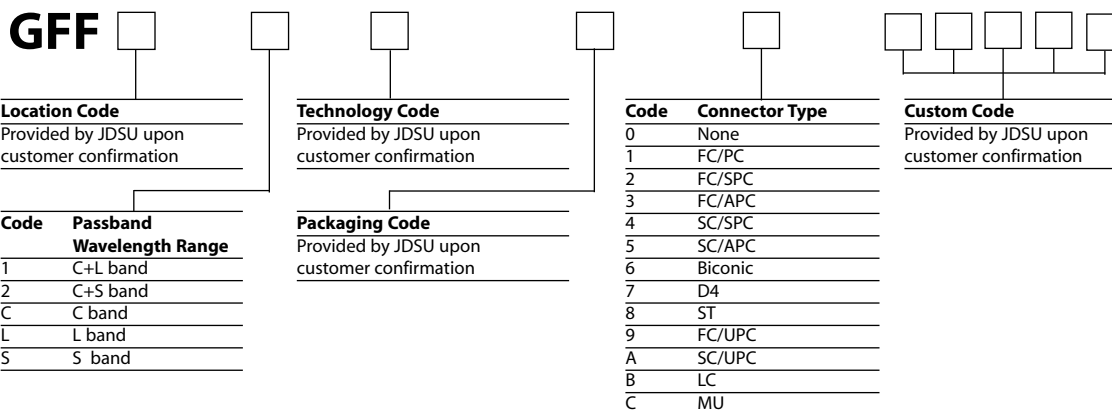 GFF
Location Code
Provided by JDSU upon
customer confirmation
Code Passband
Wavelength Range
1 C+L band
2 C+S band
C C band
L L band
S S band
Technology Code
Provided by JDSU upon
customer confirmation
Packaging Code
Provided by JDSU upon
customer confirmation
Code Connector Type
0 None
1 FC/PC
2 FC/SPC
3 FC/APC
4 SC/SPC
5 SC/APC
6 Biconic
7 D4
8 ST
9 FC/UPC
A SC/UPC
B LC
C MU
Custom Code
Provided by JDSU upon
customer confirmation